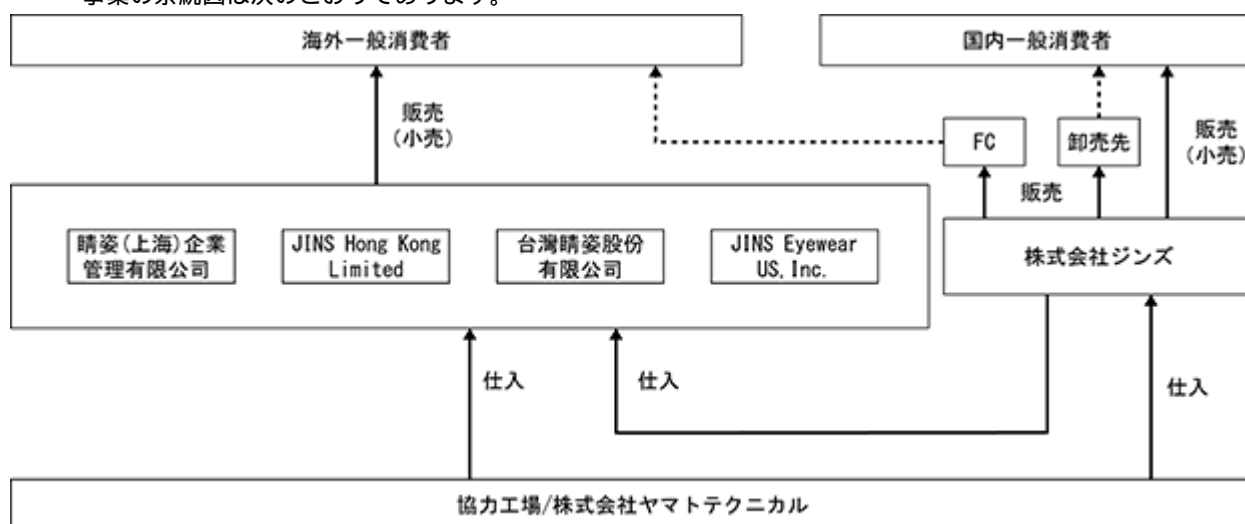 事業の系統図は次のとおりであります。
海外一般消費者
国内一般消費者
販売
(小売)
FC
卸売先
販売
(小売)
販売
睛姿(上海)企業
管理有限公司
JINS Hong Kong
Limited
台灣睛姿股份
有限公司
JINS Eyewear
US,Inc.
株式会社ジンズ
仕入
仕入
仕入
協力工場/株式会社ヤマトテクニカル